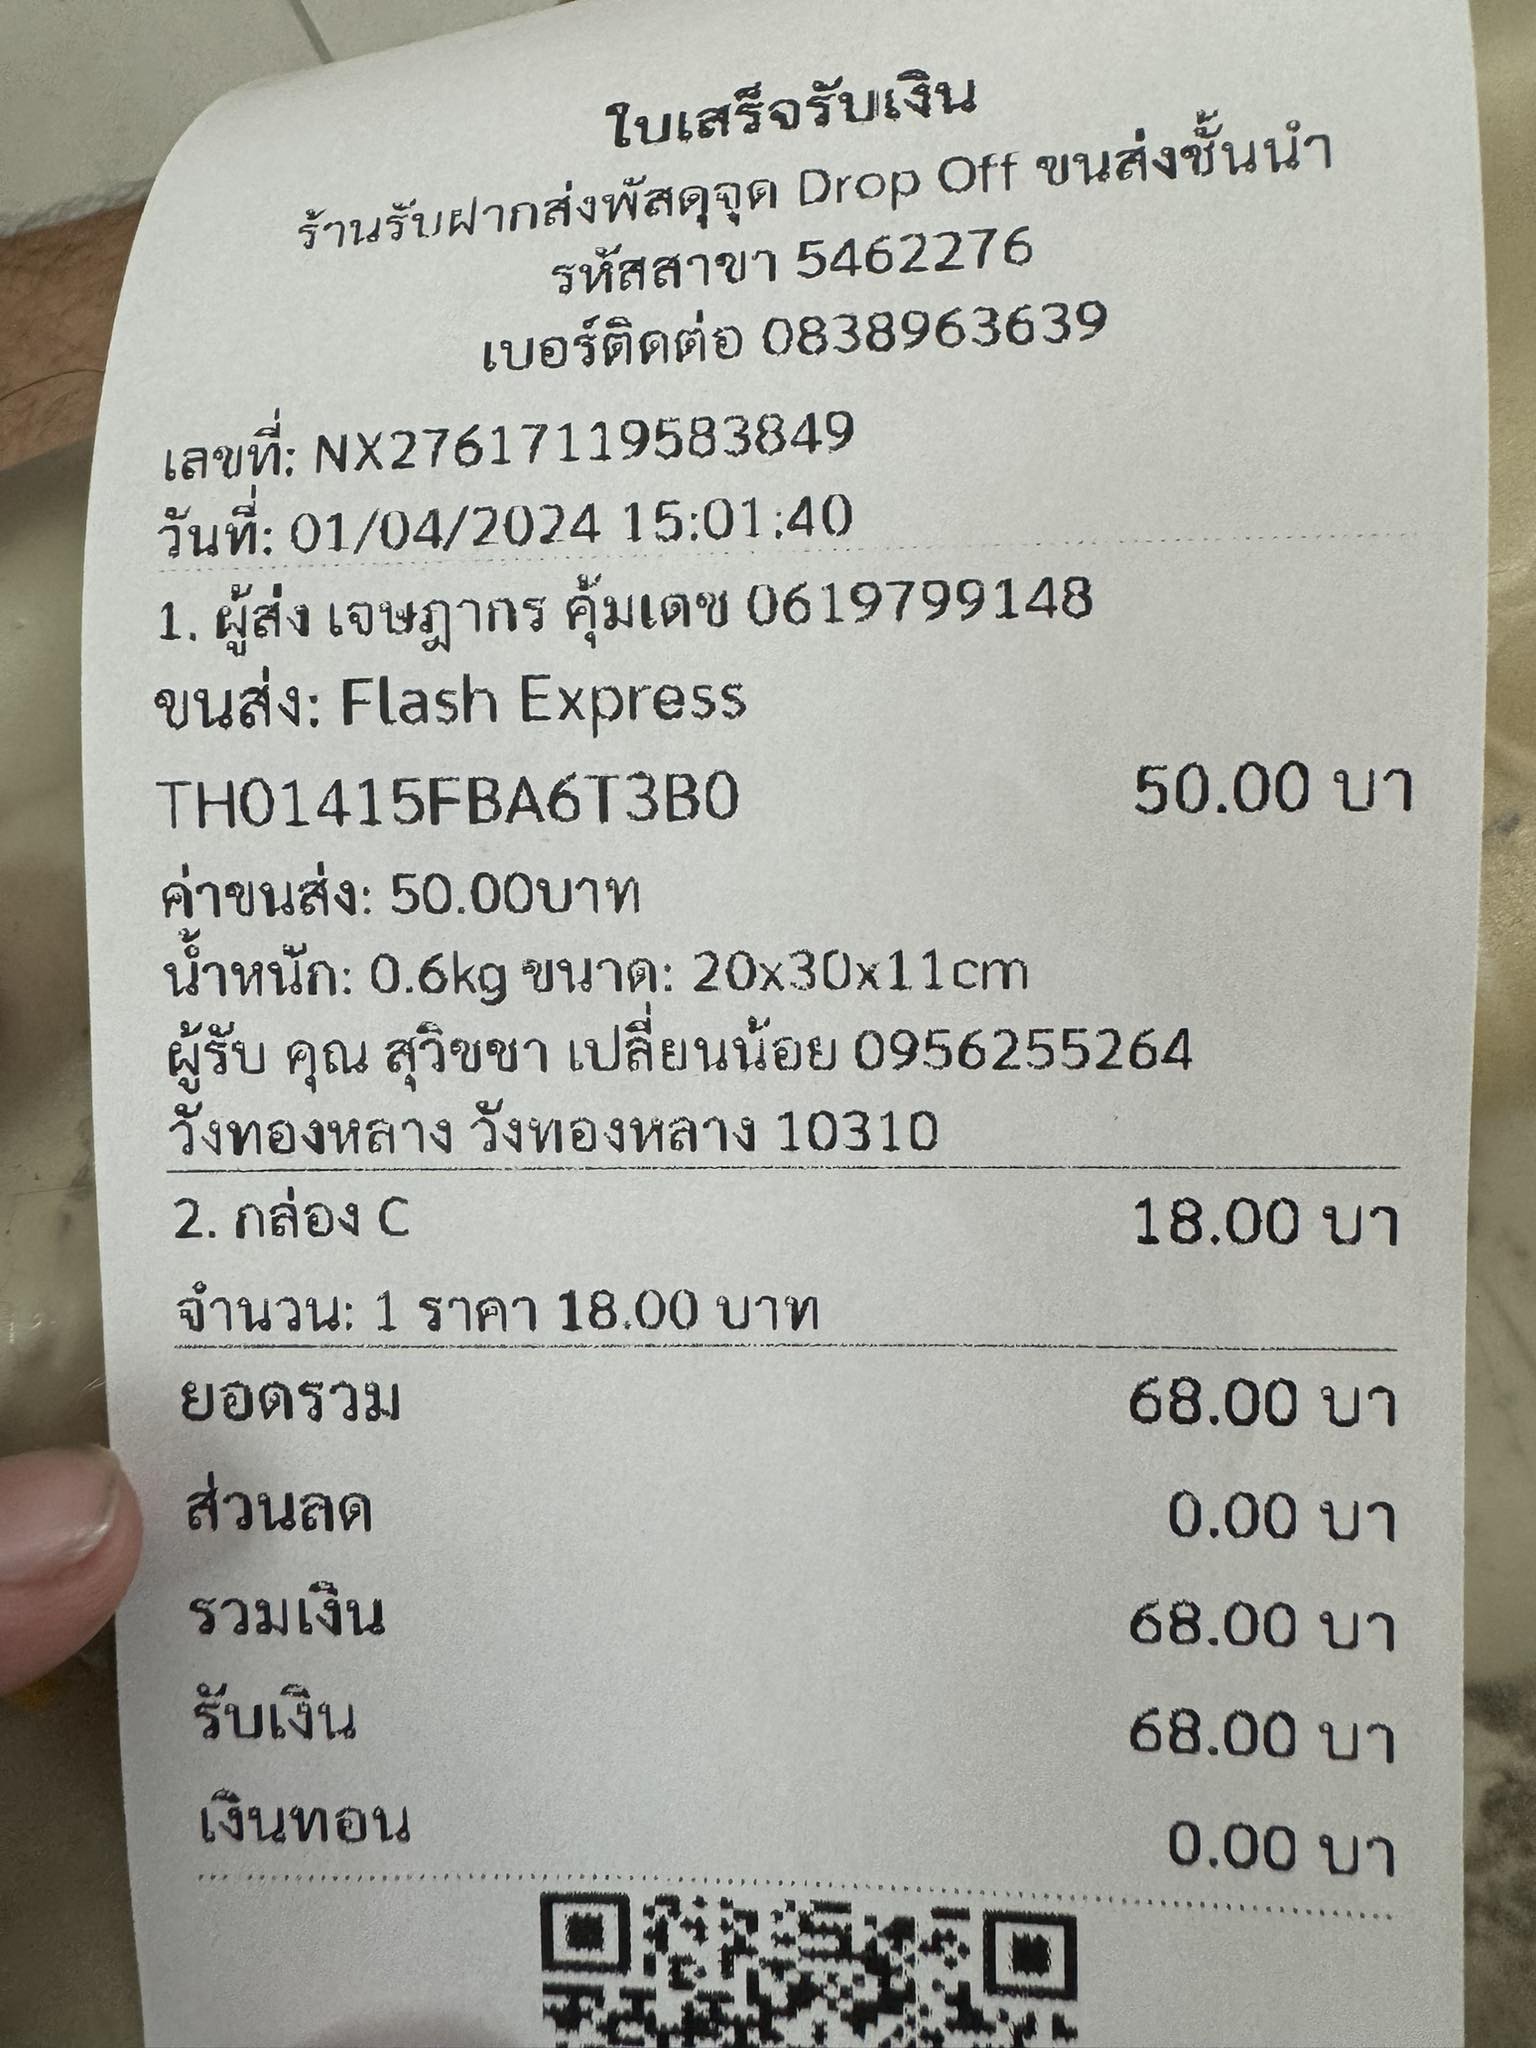 ใบเสร็จรับเงิน
ร้านรับฝากส่งพัสดุจุด Drop Off ขนส่งชั้นนำ
รหัสสาขา 5462276
เบอร์ติดต่อ 0838963639
เลขที่: NX27617119583849
วันที่: 01/04/2024 15:01:40
1. ผู้ส่ง เจษฎากร คุ้มเดช 0619799148
ขนส่ง: Flash Express
TH01415FBA6T3B0 50.00 บา
ค่าขนส่ง: 50.00บาท
น้ำหนัก: 0.6kg ขนาด: 20x30x11cm
ผู้รับ คุณ สุวิชชา เปลี่ยนน้อย 0956255264
วังทองหลาง วังทองหลาง 10310
2. กล่อง C 18.00 บา
จำนวน: 1 ราคา 18.00 บาท
ยอดรวม 68.00 บา
ส่วนลด 0.00 บา
รวมเงิน 68.00 บา
รับเงิน 68.00 บา
เงินทอน 0.00 บา